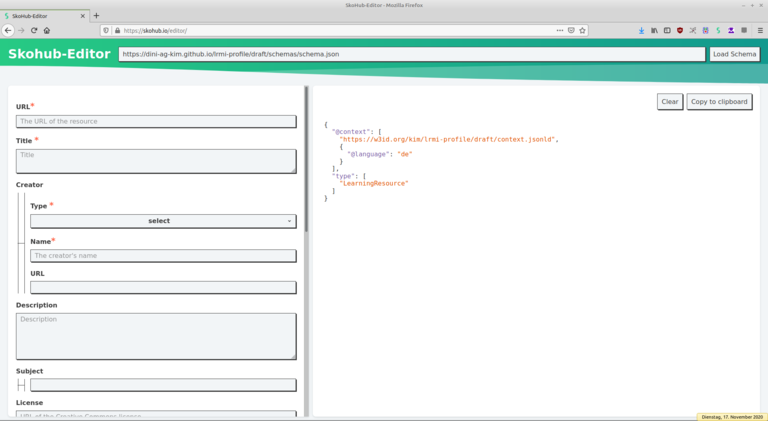 SkoHub-Editor - Mozilla Firefox
SkoHub-Editor
https://skohub.io/editor/
Skohub-Editor
https://dini-ag-kim.github.io/lrmi-profile/draft/schemas/schema.json
Load Schema
URL*
The URL of the resource
Title *
Title
Creator
Type *
select
Name*
The creator's name
URL
Description
Description
Subject
License
URL of the Creative Commons license
Clear
Copy to clipboard
{
"@context": [
"https://w3id.org/kim/lrmi-profile/draft/context.jsonld",
{
"@language": "de"
}
],
"type": [
"LearningResource"
]
}
Dienstag, 17. November 2020